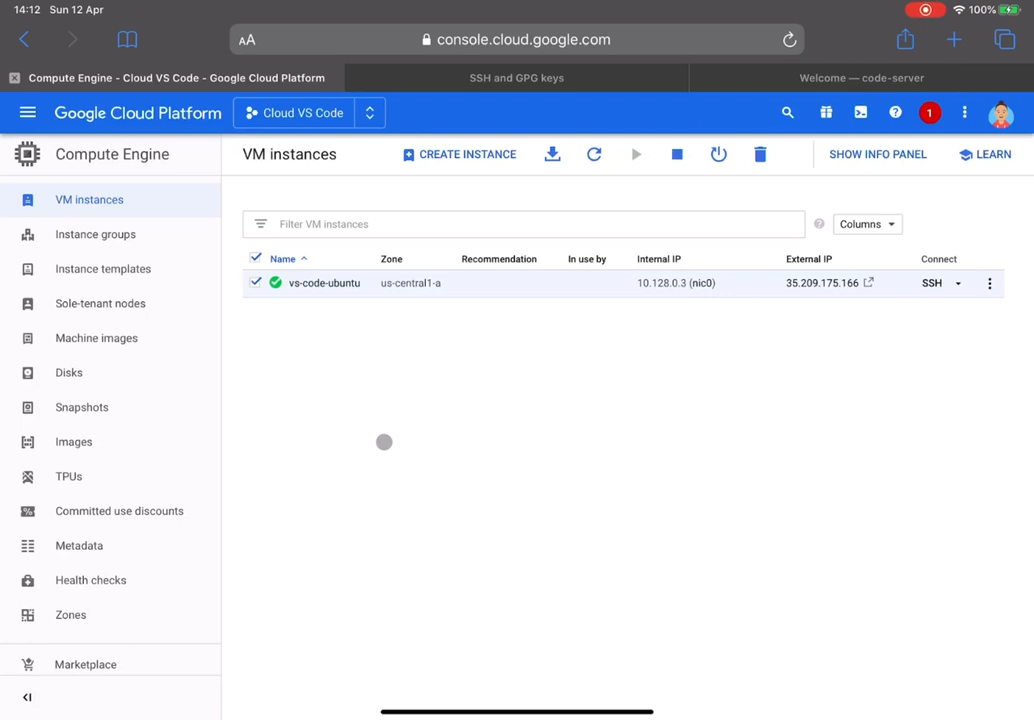 14:12 Sun 12 Apr
100%
AA console.cloud.google.com
Compute Engine - Cloud VS Code - Google Cloud Platform
SSH and GPG keys
Welcome — code-server
Google Cloud Platform
Cloud VS Code
1
Compute Engine
VM instances
CREATE INSTANCE
SHOW INFO PANEL
LEARN
VM instances
Instance groups
Instance templates
Sole-tenant nodes
Machine images
Disks
Snapshots
Images
TPUs
Committed use discounts
Metadata
Health checks
Zones
Marketplace
Filter VM instances
Columns
Name Zone Recommendation In use by Internal IP External IP Connect
vs-code-ubuntu us-central1-a 10.128.0.3 (nic0) 35.209.175.166 SSH